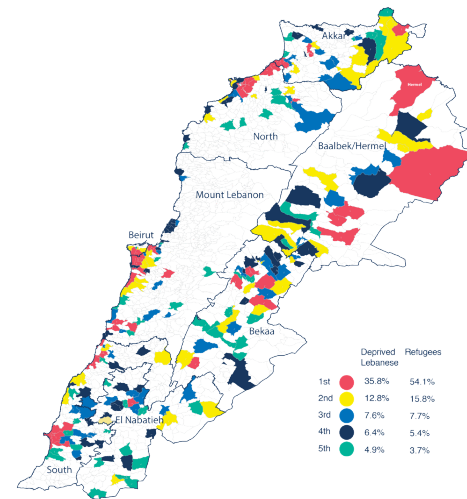 Akkar
Hermel
North
Baalbek/Hermel
Mount Lebanon
Beirut
Bekaa
El Nabatieh
South
Deprived Lebanese Refugees
1st 35.8% 54.1%
2nd 12.8% 15.8%
3rd 7.6% 7.7%
4th 6.4% 5.4%
5th 4.9% 3.7%